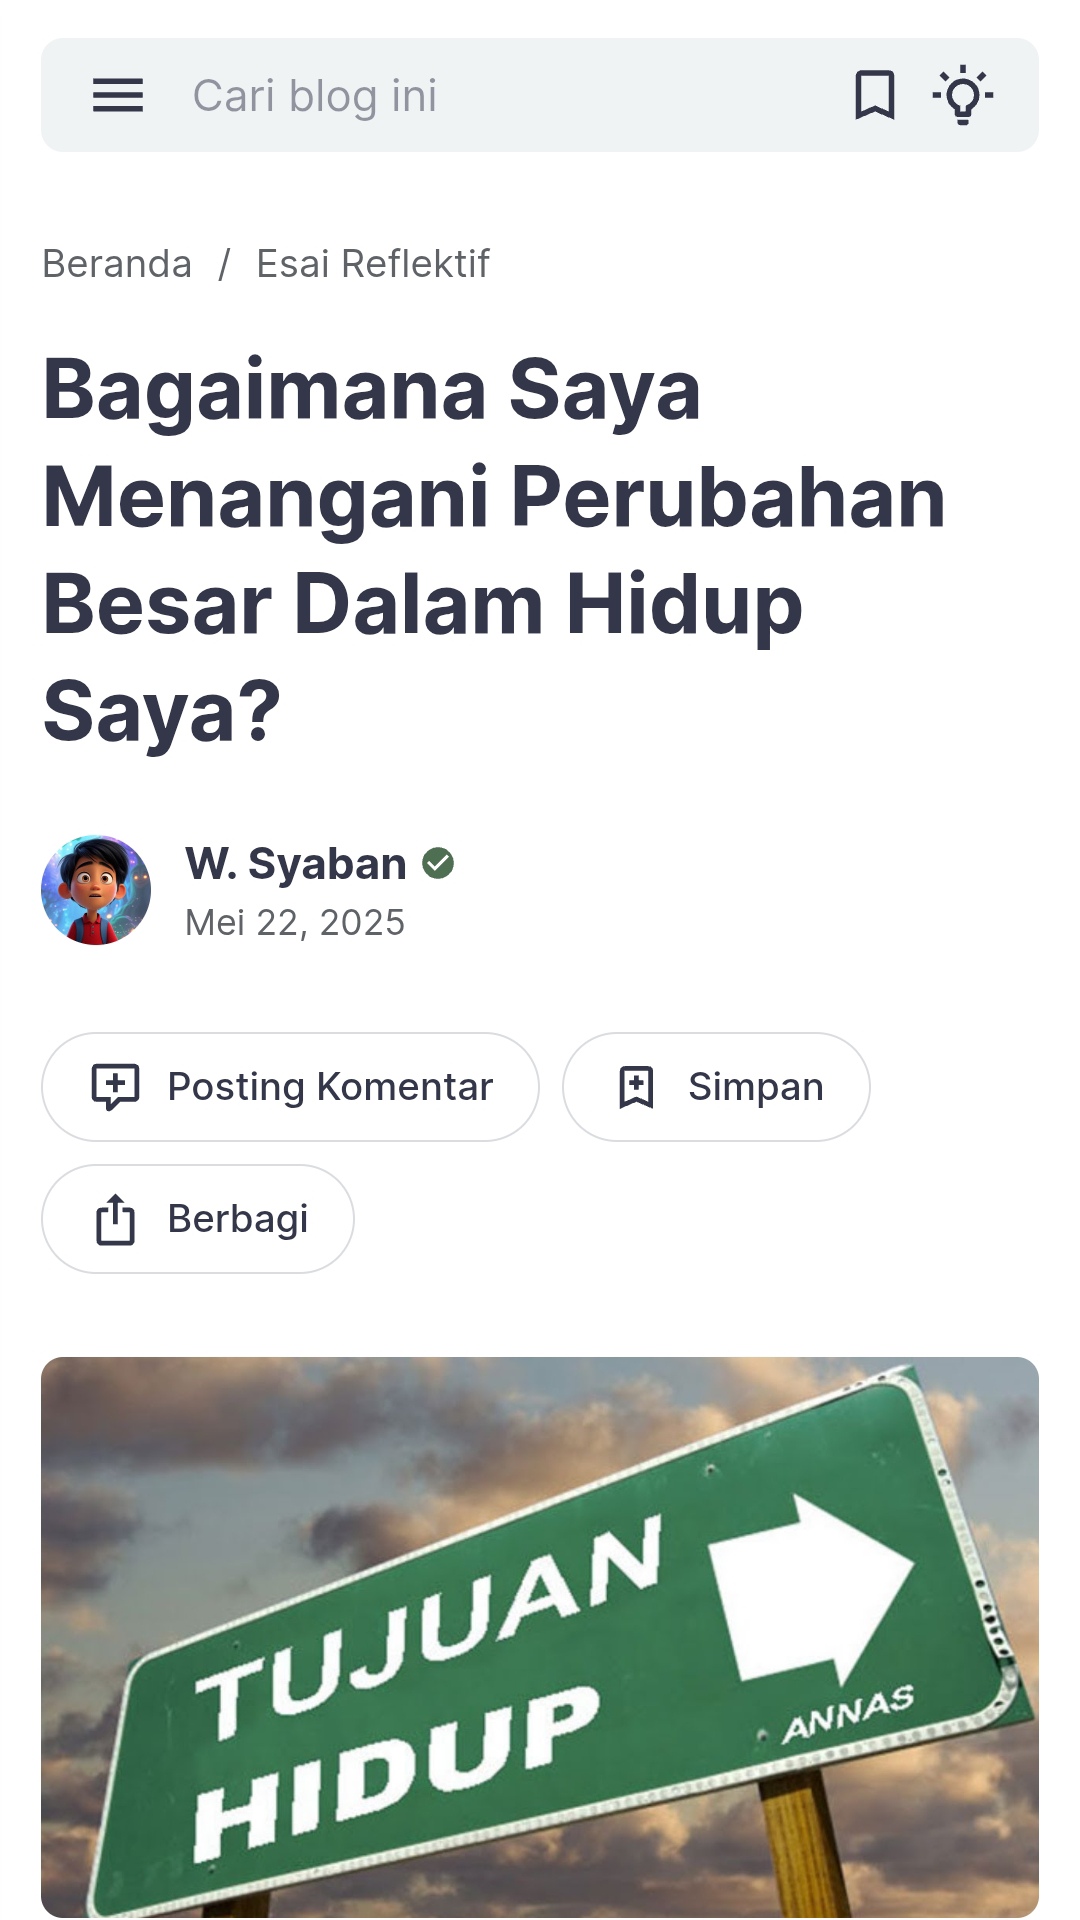 Cari blog ini
Beranda / Esai Reflektif
Bagaimana Saya
Menangani Perubahan
Besar Dalam Hidup
Saya?
W. Syaban
Mei 22, 2025
Posting Komentar
Simpan
Berbagi
TUJUAN
HIDUP
ANNAS